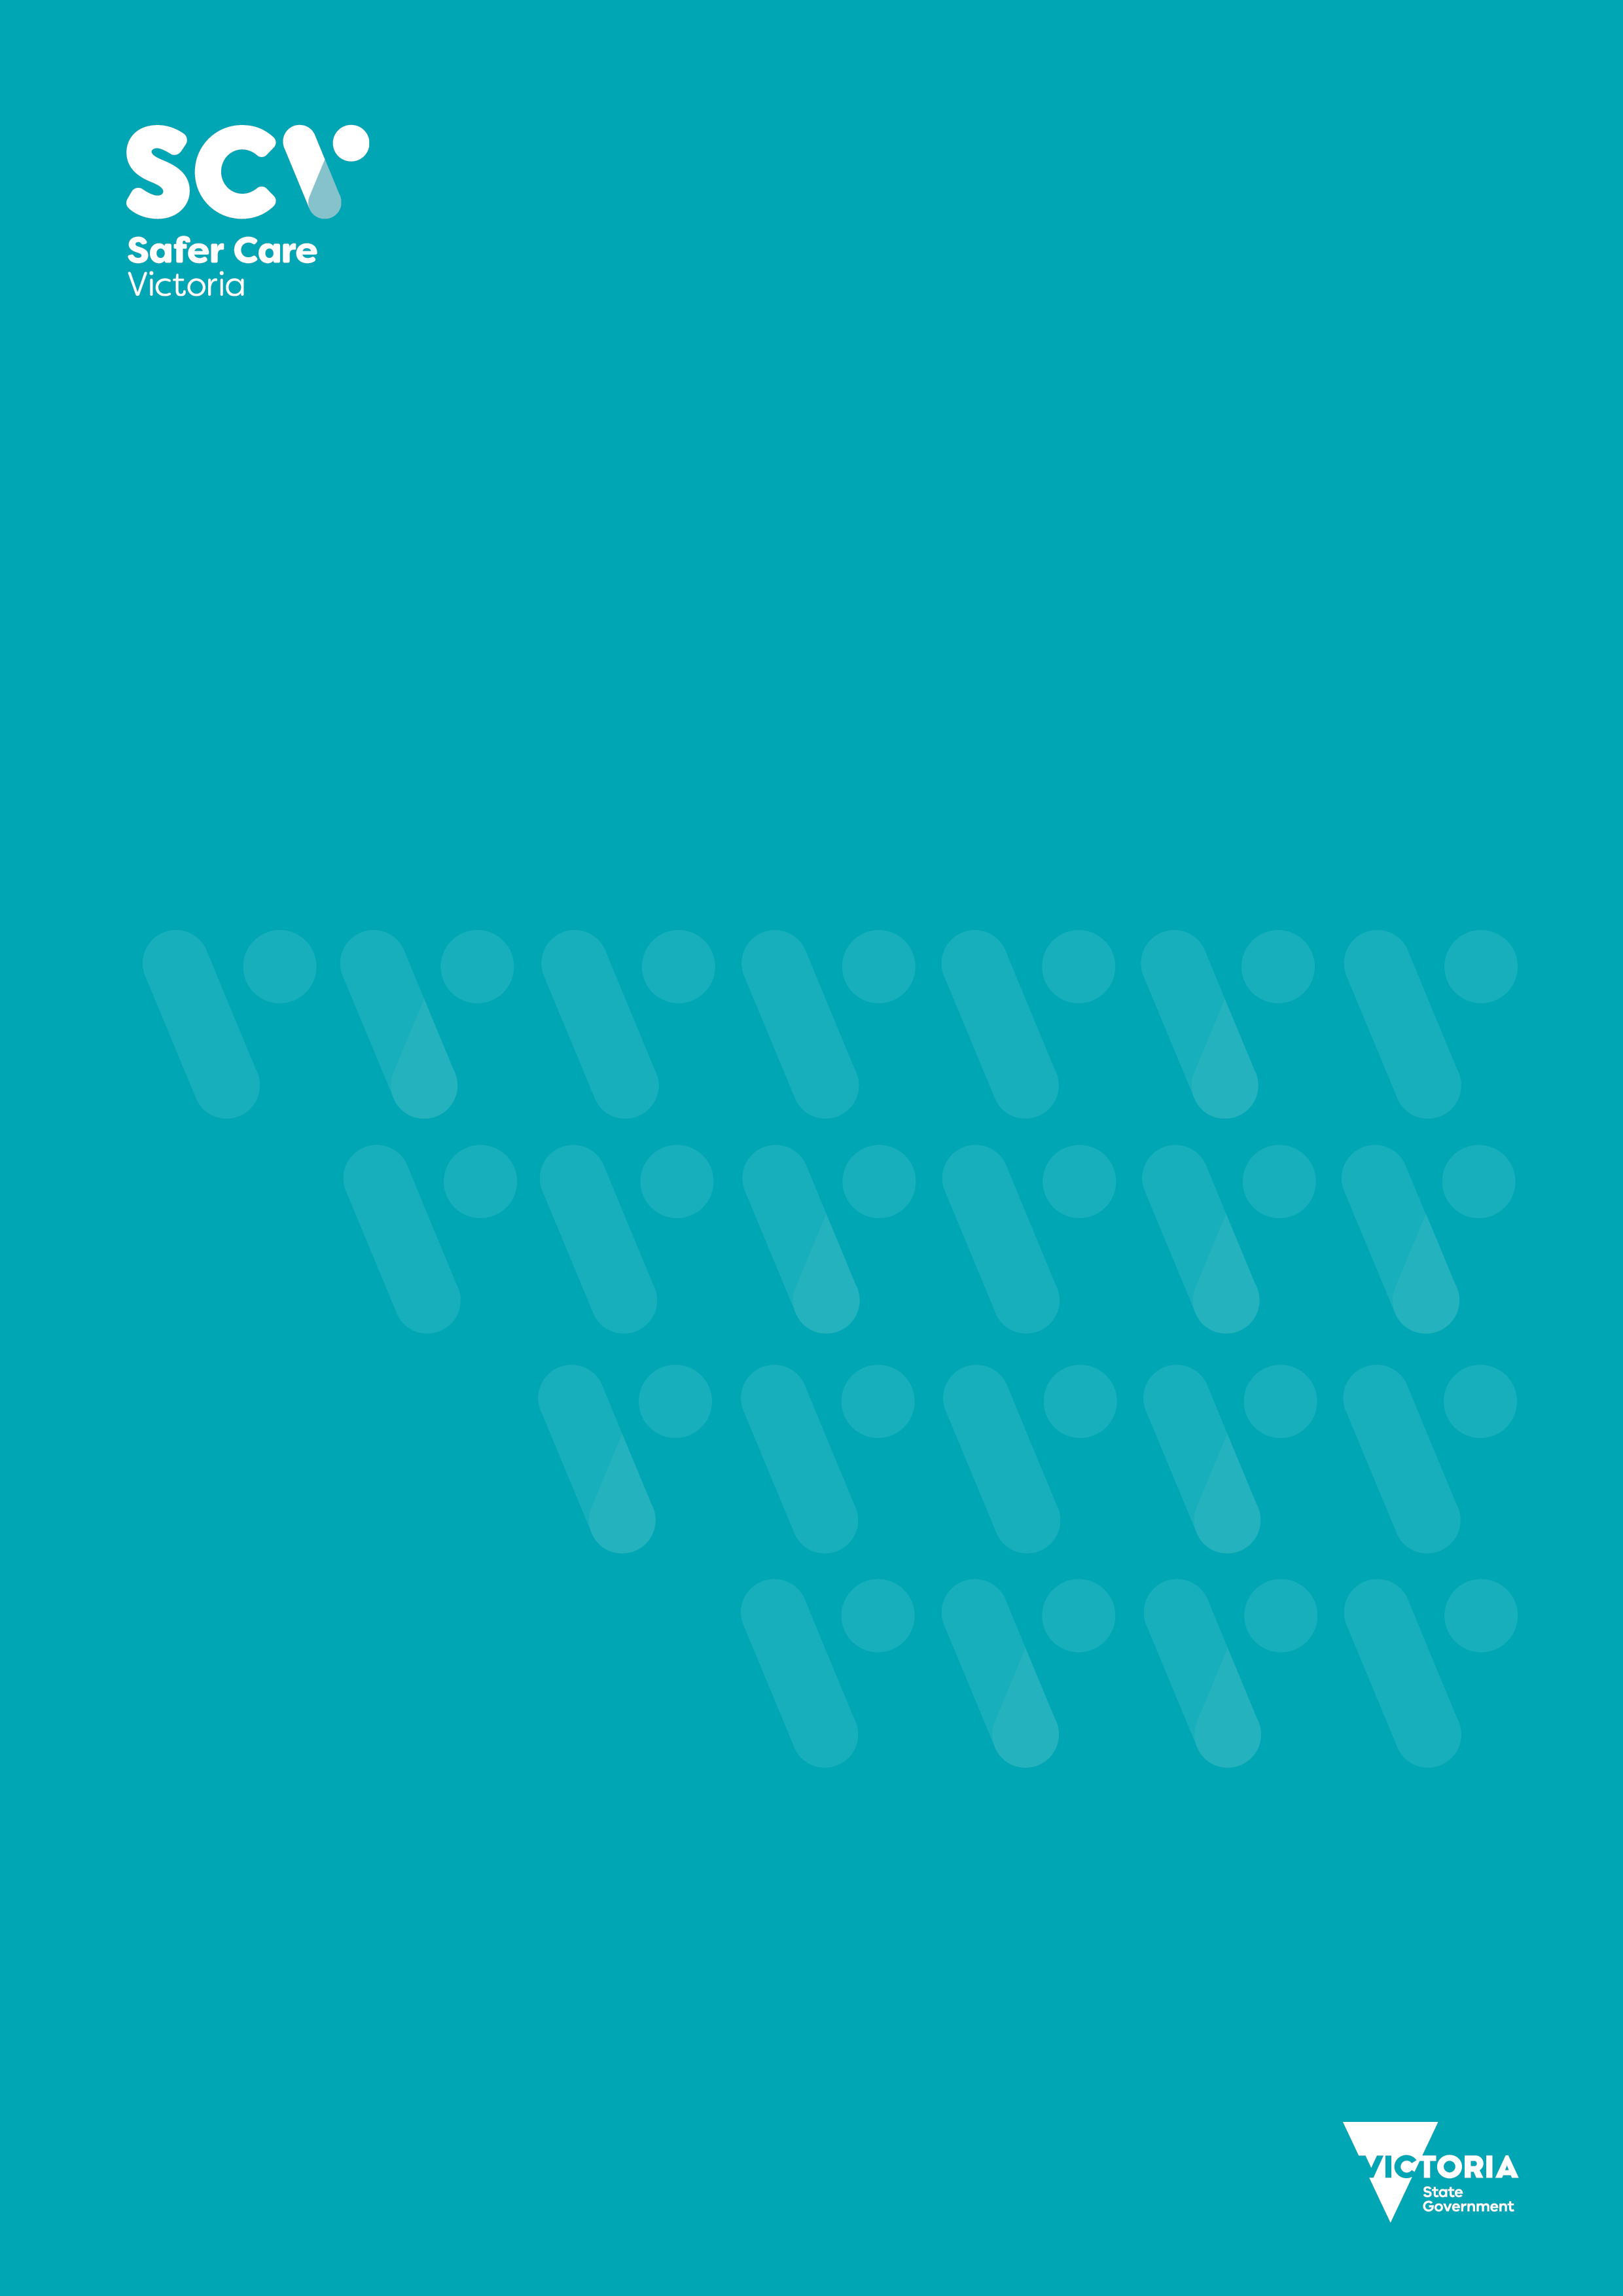 SCV
Safer Care
Victoria
VICTORIA
State
Government